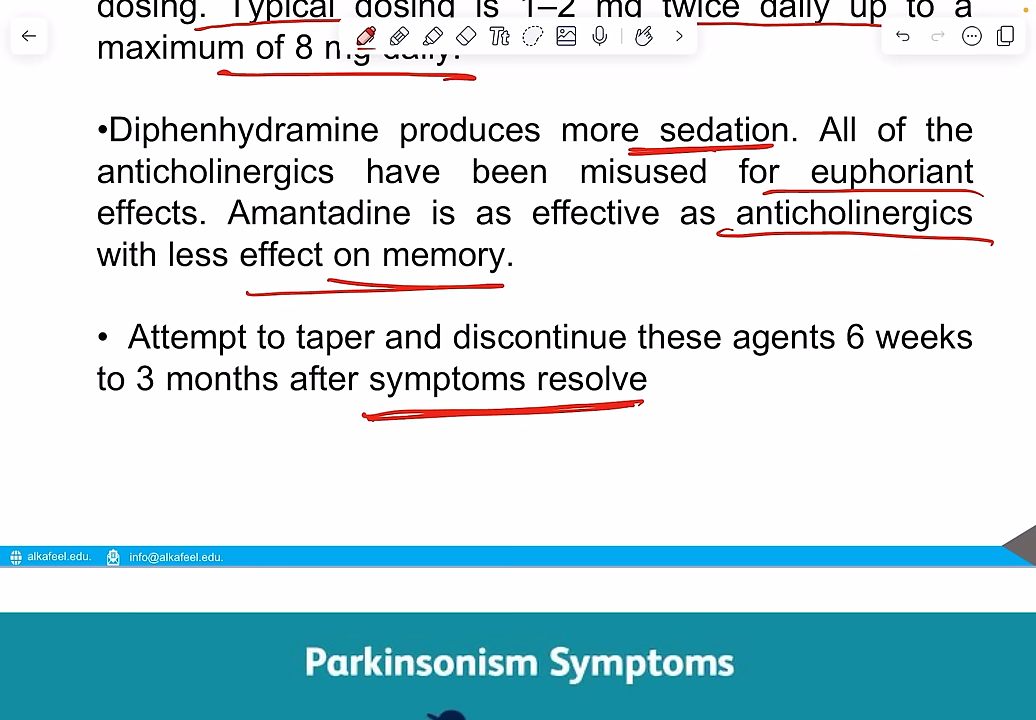 dosing. Typical dosing is 1–2 mg twice daily up to a
maximum of 8 mg daily.
•Diphenhydramine produces more sedation. All of the
anticholinergics have been misused for euphoriant
effects. Amantadine is as effective as anticholinergics
with less effect on memory.
• Attempt to taper and discontinue these agents 6 weeks
to 3 months after symptoms resolve
alkafeel.edu. info@alkafeel.edu.
Parkinsonism Symptoms